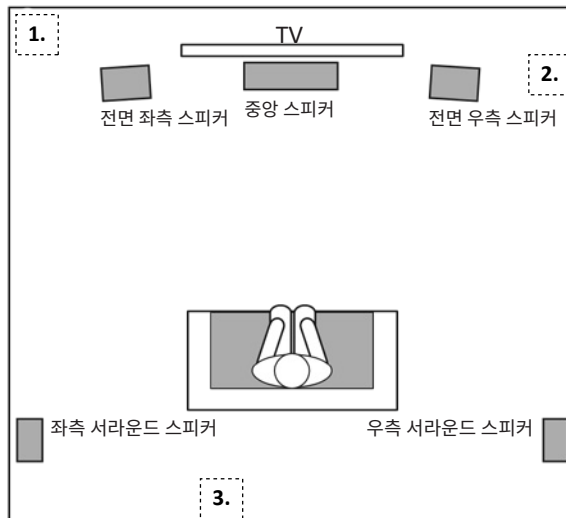 1.
TV
2.
전면 좌측 스피커
중앙 스피커
전면 우측 스피커
좌측 서라운드 스피커
우측 서라운드 스피커
3.